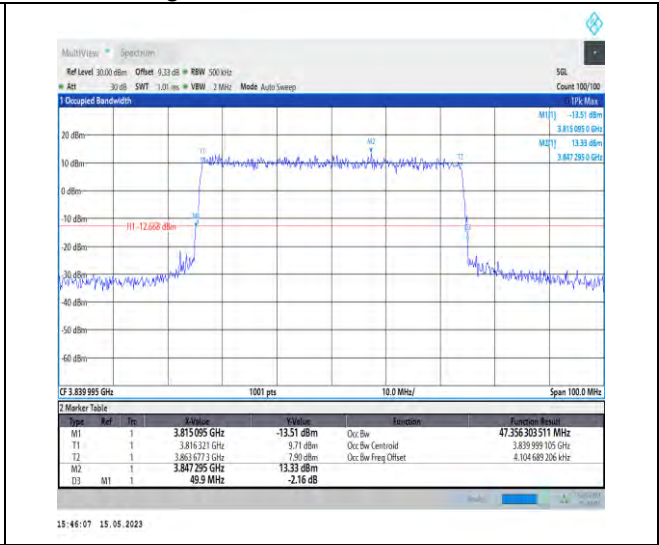 MultiView Spectrum
Ref Level 30.00 dBm Offset 9.33 dB RBW 500 kHz SGL
Att 30 dB SWT 1.01 ms VBW 2 MHz Mode Auto Sweep Count 100/100
1 Occupied Bandwidth 1Pk Max
M1[1] -13.51 dBm
3.815 095 0 GHz
M2[1] 13.33 dBm
3.847 295 0 GHz
20 dBm
M2
T1
T2
10 dBm
0 dBm
-10 dBm
M1
H1 -12.668 dBm
D3
-20 dBm
-30 dBm
-40 dBm
-50 dBm
-60 dBm
CF 3.839 995 GHz 1001 pts 10.0 MHz/ Span 100.0 MHz
2 Marker Table
Type Ref Trc X-Value Y-Value Function Function Result
M1 1 3.815 095 GHz -13.51 dBm Occ Bw 47.356 303 511 MHz
T1 1 3.816 321 GHz 9.71 dBm Occ Bw Centroid 3.839 999 105 GHz
T2 1 3.863 677 3 GHz 7.90 dBm Occ Bw Freq Offset 4.104 689 206 kHz
M2 1 3.847 295 GHz 13.33 dBm
D3 M1 1 49.9 MHz -2.16 dB
15:46:07 15.05.2023